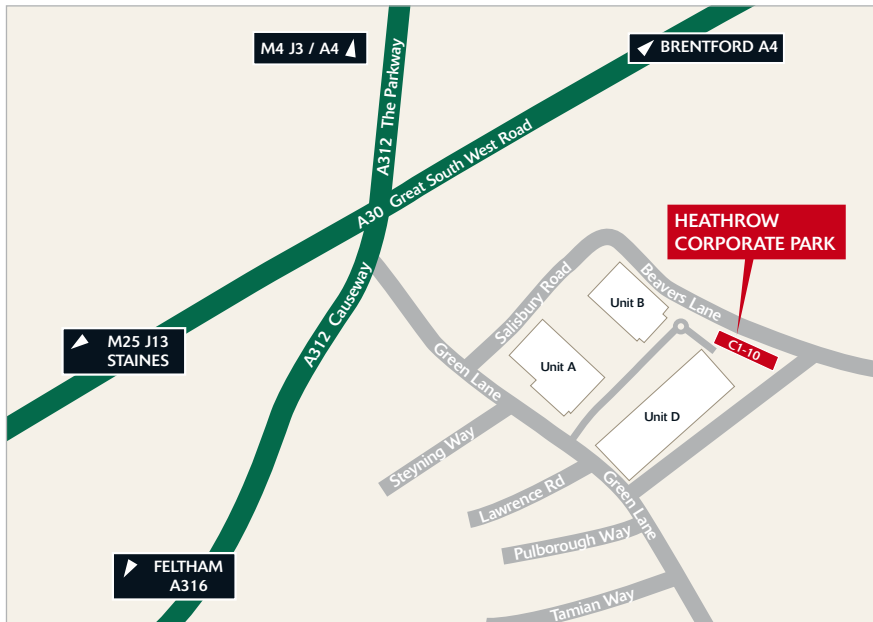 M4 J3 / A4
BRENTFORD A4
A312 The Parkway
A30 Great South West Road
HEATHROW
CORPORATE PARK
A312 Causeway
Salisbury Road
Beavers Lane
Unit B
M25 J13
STAINES
C1-10
Unit A
Green Lane
Unit D
Steyning Way
Lawrence Rd
Green Lane
Pulborough Way
FELTHAM
A316
Tamian Way